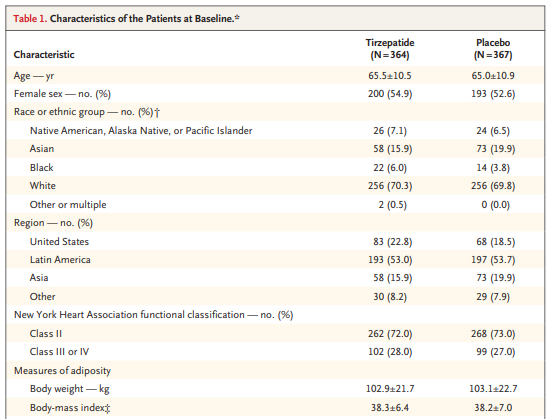 Table 1. Characteristics of the Patients at Baseline.*
Characteristic Tirzepatide (N=364) Placebo (N=367)
Age — yr 65.5±10.5 65.0±10.9
Female sex — no. (%) 200 (54.9) 193 (52.6)
Race or ethnic group — no. (%)†
Native American, Alaska Native, or Pacific Islander 26 (7.1) 24 (6.5)
Asian 58 (15.9) 73 (19.9)
Black 22 (6.0) 14 (3.8)
White 256 (70.3) 256 (69.8)
Other or multiple 2 (0.5) 0 (0.0)
Region — no. (%)
United States 83 (22.8) 68 (18.5)
Latin America 193 (53.0) 197 (53.7)
Asia 58 (15.9) 73 (19.9)
Other 30 (8.2) 29 (7.9)
New York Heart Association functional classification — no. (%)
Class II 262 (72.0) 268 (73.0)
Class III or IV 102 (28.0) 99 (27.0)
Measures of adiposity
Body weight — kg 102.9±21.7 103.1±22.7
Body-mass index‡ 38.3±6.4 38.2±7.0